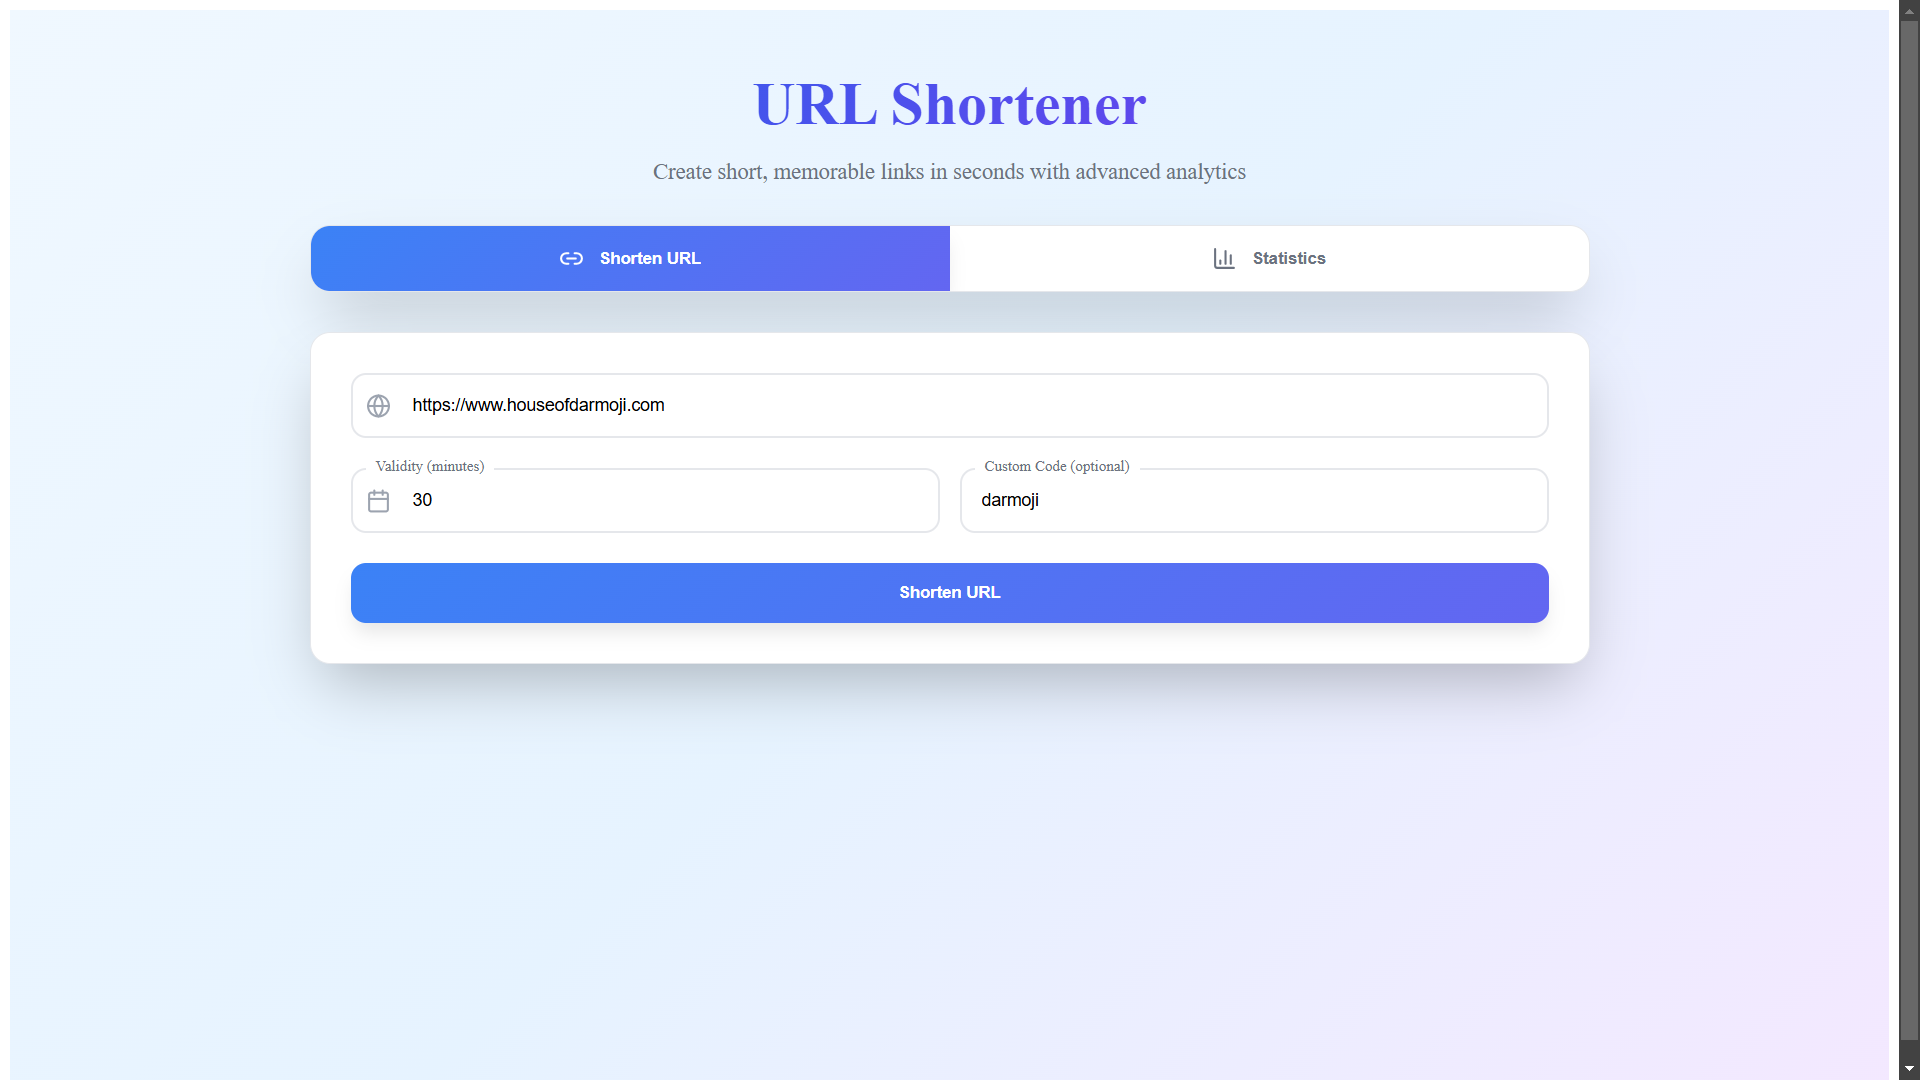 URL Shortener
Create short, memorable links in seconds with advanced analytics
Shorten URL
Statistics
https://www.houseofdarmoji.com
Validity (minutes)
Custom Code (optional)
30
darmoji
Shorten URL